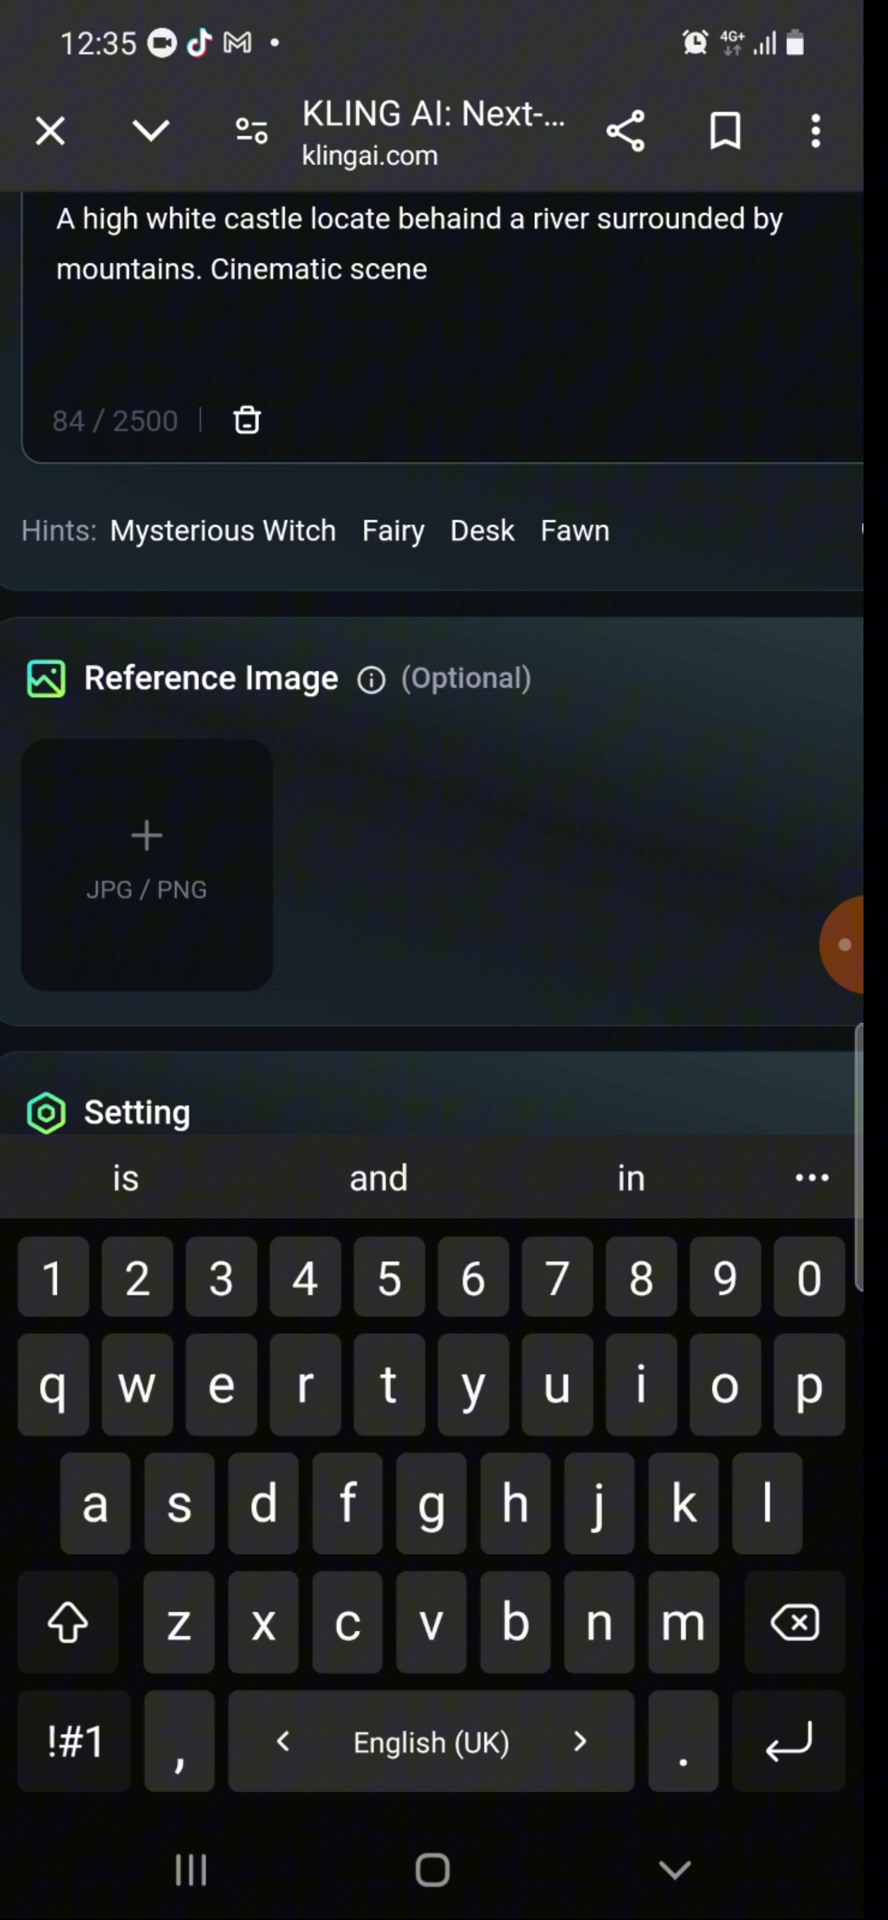 12:35 4G+
KLING AI: Next-...
klingai.com
A high white castle locate behaind a river surrounded by
mountains. Cinematic scene
84 / 2500
Hints: Mysterious Witch Fairy Desk Fawn
Reference Image (Optional)
JPG / PNG
Setting
is and in
1 2 3 4 5 6 7 8 9 0
q w e r t y u i o p
a s d f g h j k l
z x c v b n m
!#1 , < English (UK) > .